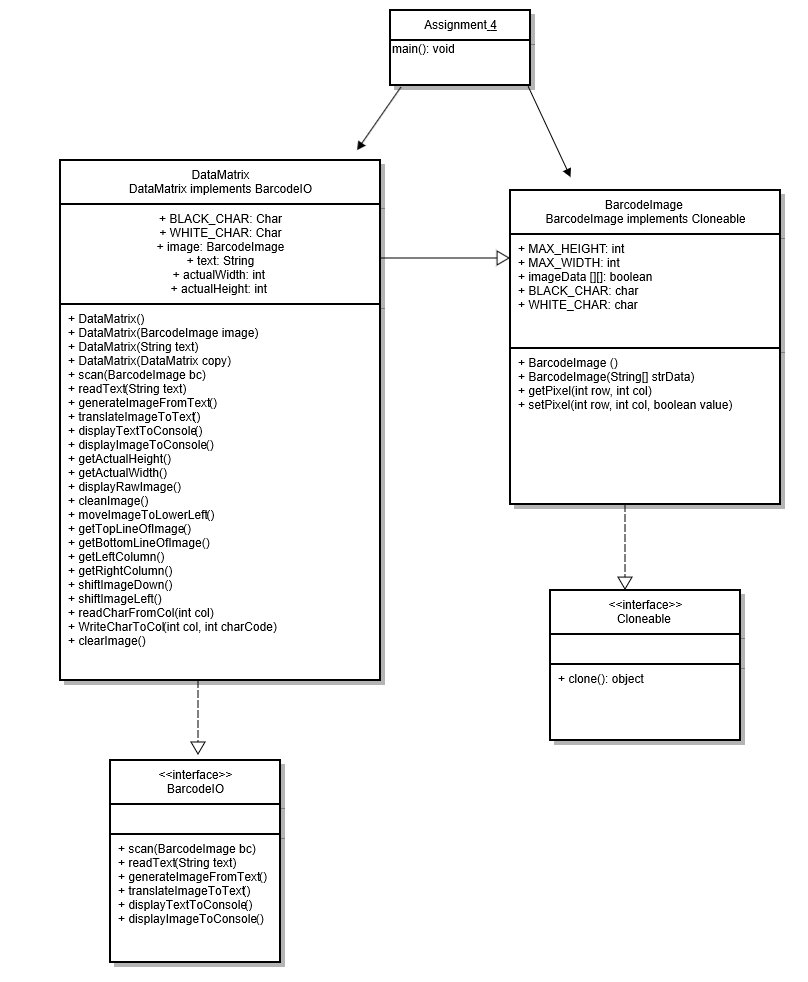 Assignment 4
main(): void
DataMatrix
DataMatrix implements BarcodeIO
+ BLACK_CHAR: Char
+ WHITE_CHAR: Char
+ image: BarcodeImage
+ text: String
+ actualWidth: int
+ actualHeight: int
+ DataMatrix()
+ DataMatrix(BarcodeImage image)
+ DataMatrix(String text)
+ DataMatrix(DataMatrix copy)
+ scan(BarcodeImage bc)
+ readText(String text)
+ generateImageFromText()
+ translateImageToText()
+ displayTextToConsole()
+ displayImageToConsole()
+ getActualHeight()
+ getActualWidth()
+ displayRawImage()
+ cleanImage()
+ moveImageToLowerLeft()
+ getTopLineOfImage()
+ getBottomLineOfImage()
+ getLeftColumn()
+ getRightColumn()
+ shiftImageDown()
+ shiftImageLeft()
+ readCharFromCol(int col)
+ WriteCharToCol(int col, int charCode)
+ clearImage()
BarcodeImage
BarcodeImage implements Cloneable
+ MAX_HEIGHT: int
+ MAX_WIDTH: int
+ imageData [][]: boolean
+ BLACK_CHAR: char
+ WHITE_CHAR: char
+ BarcodeImage ()
+ BarcodeImage(String[] strData)
+ getPixel(int row, int col)
+ setPixel(int row, int col, boolean value)
<<interface>>
Cloneable
+ clone(): object
<<interface>>
BarcodeIO
+ scan(BarcodeImage bc)
+ readText(String text)
+ generateImageFromText()
+ translateImageToText()
+ displayTextToConsole()
+ displayImageToConsole()